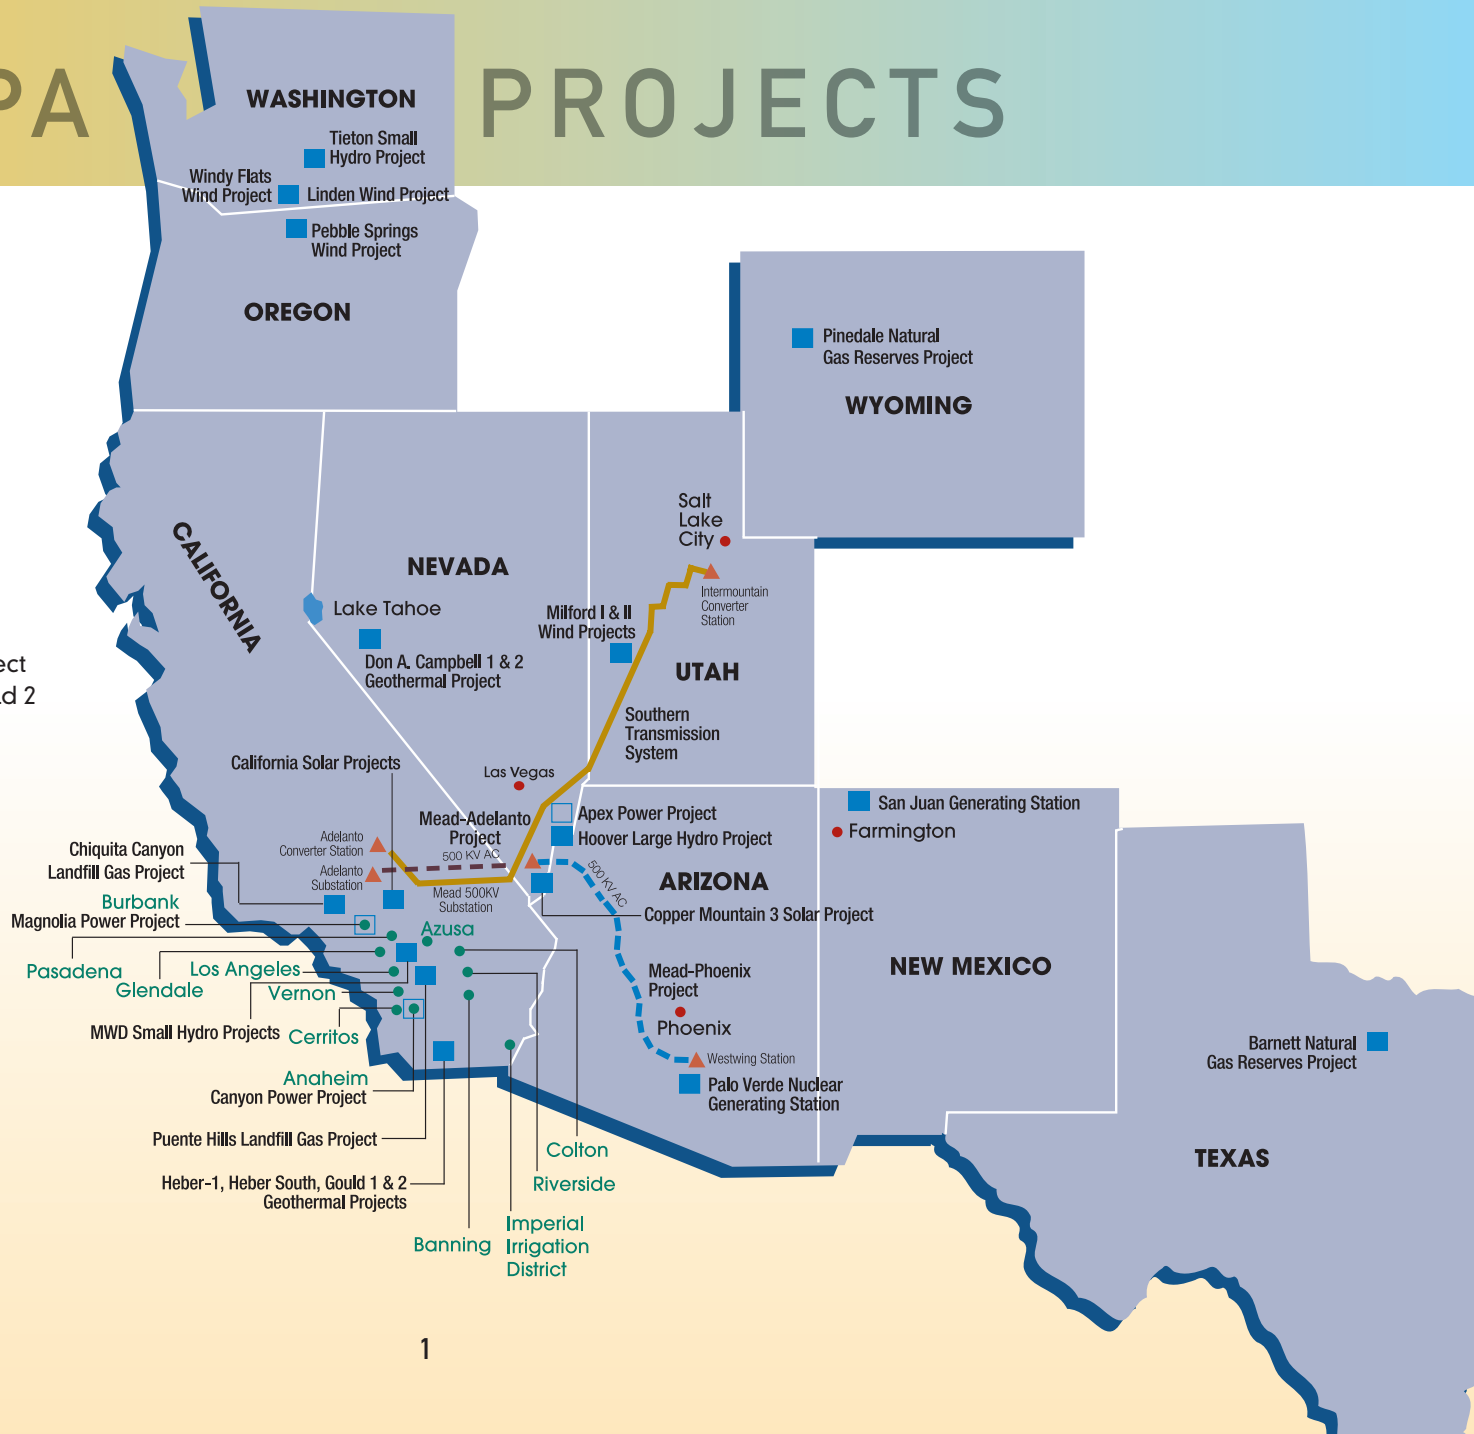 PA PROJECTS
WASHINGTON
Tieton Small
Hydro Project
Windy Flats
Wind Project
Linden Wind Project
Pebble Springs
Wind Project
OREGON
Pinedale Natural
Gas Reserves Project
WYOMING
CALIFORNIA
NEVADA
Lake Tahoe
Don A. Campbell 1 & 2
Geothermal Project
Salt
Lake
City
Intermountain
Converter
Station
Milford I & II
Wind Projects
UTAH
Southern
Transmission
System
ect
d 2
California Solar Projects
Las Vegas
Mead-Adelanto
Project
500 KV AC
Apex Power Project
Hoover Large Hydro Project
San Juan Generating Station
Farmington
Adelanto
Converter Station
Adelanto
Substation
Mead 500KV
Substation
500 KV AC
ARIZONA
Copper Mountain 3 Solar Project
Chiquita Canyon
Landfill Gas Project
Burbank
Magnolia Power Project
Azusa
Pasadena
Glendale
Los Angeles
Vernon
MWD Small Hydro Projects
Cerritos
NEW MEXICO
Mead-Phoenix
Project
Phoenix
Westwing Station
Palo Verde Nuclear
Generating Station
Barnett Natural
Gas Reserves Project
Anaheim
Canyon Power Project
Puente Hills Landfill Gas Project
Heber-1, Heber South, Gould 1 & 2
Geothermal Projects
Colton
Riverside
Banning
Imperial
Irrigation
District
TEXAS
1